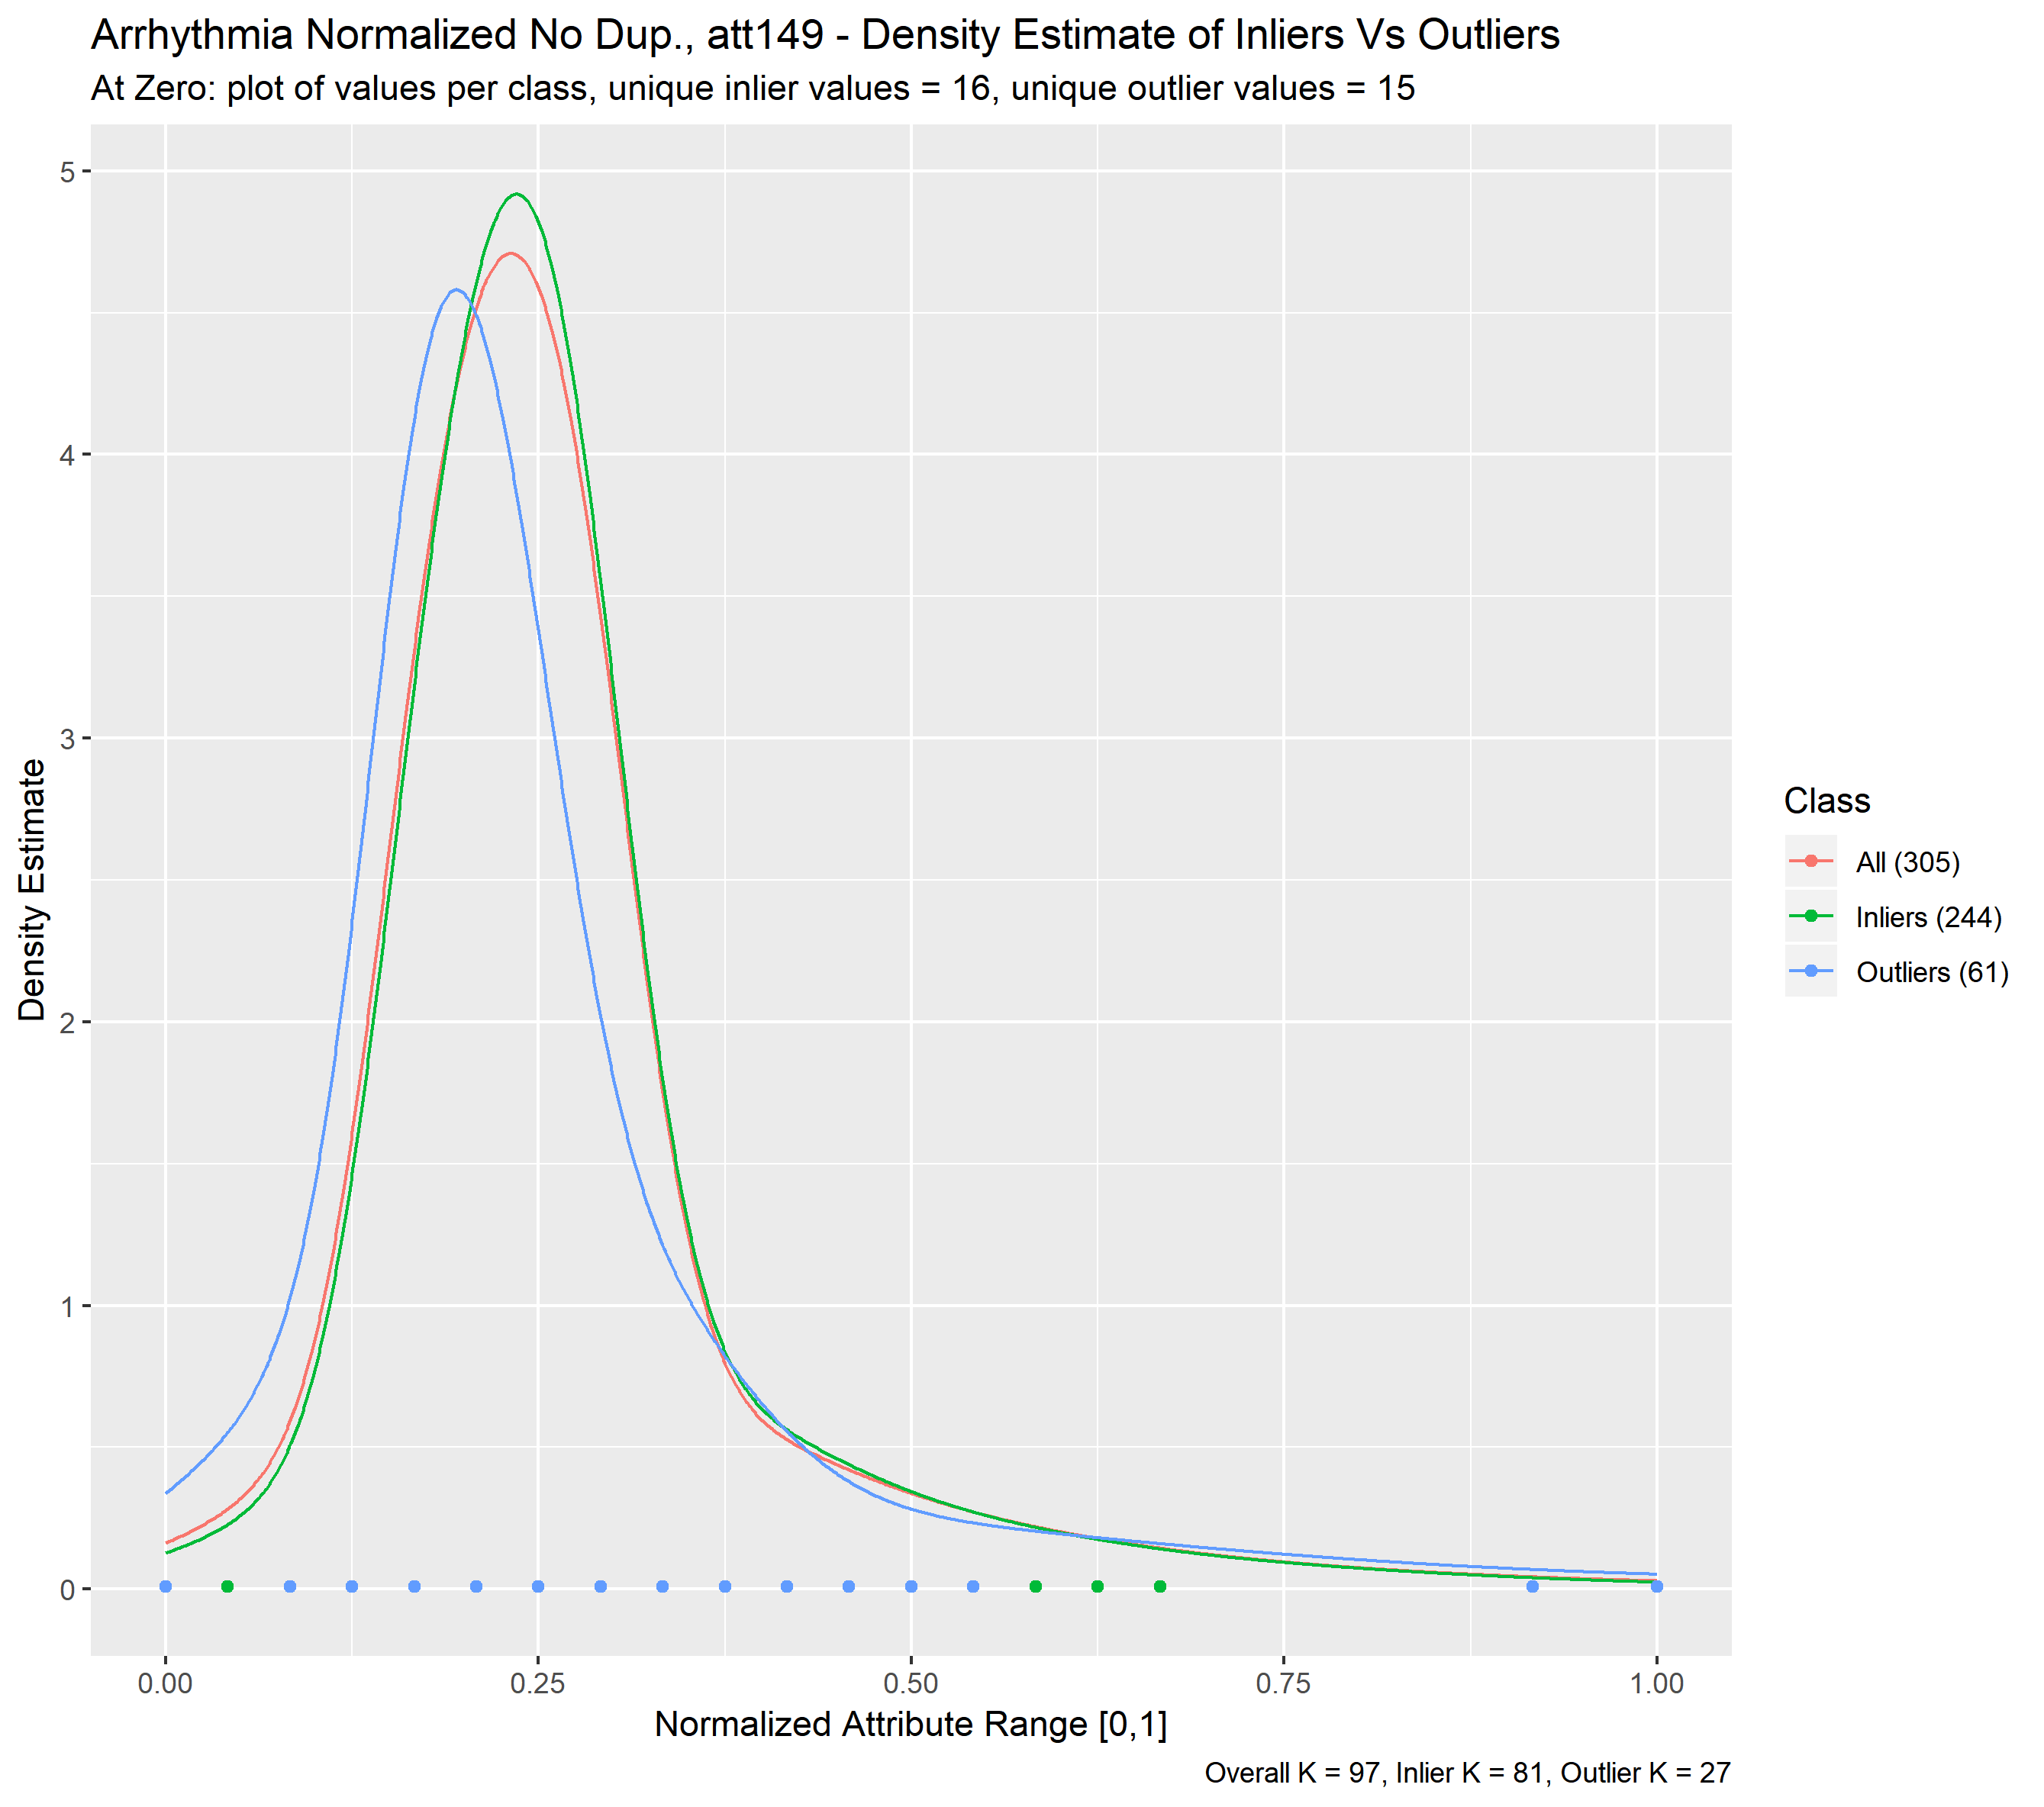 Arrhythmia Normalized No Dup., att149 - Density Estimate of Inliers Vs Outliers
At Zero: plot of values per class, unique inlier values = 16, unique outlier values = 15
5
4
3
2
1
0
Density Estimate
0.00 0.25 0.50 0.75 1.00
Normalized Attribute Range [0,1]
Class
All (305)
Inliers (244)
Outliers (61)
Overall K = 97, Inlier K = 81, Outlier K = 27